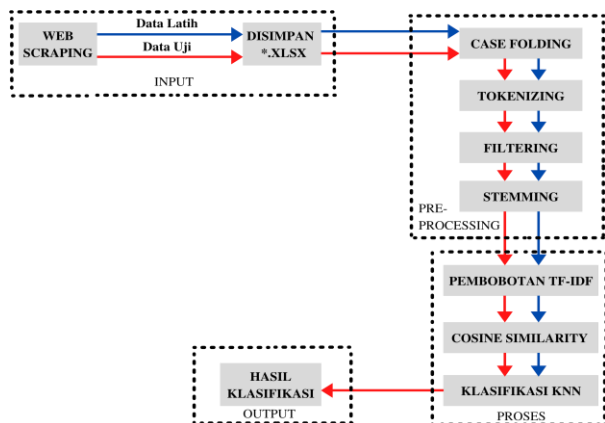 WEB
SCRAPING
Data Latih
Data Uji
DISIMPAN
*.XLSX
INPUT
CASE FOLDING
TOKENIZING
FILTERING
STEMMING
PRE-
PROCESSING
PEMBOBOTAN TF-IDF
COSINE SIMILARITY
KLASIFIKASI KNN
PROSES
HASIL
KLASIFIKASI
OUTPUT